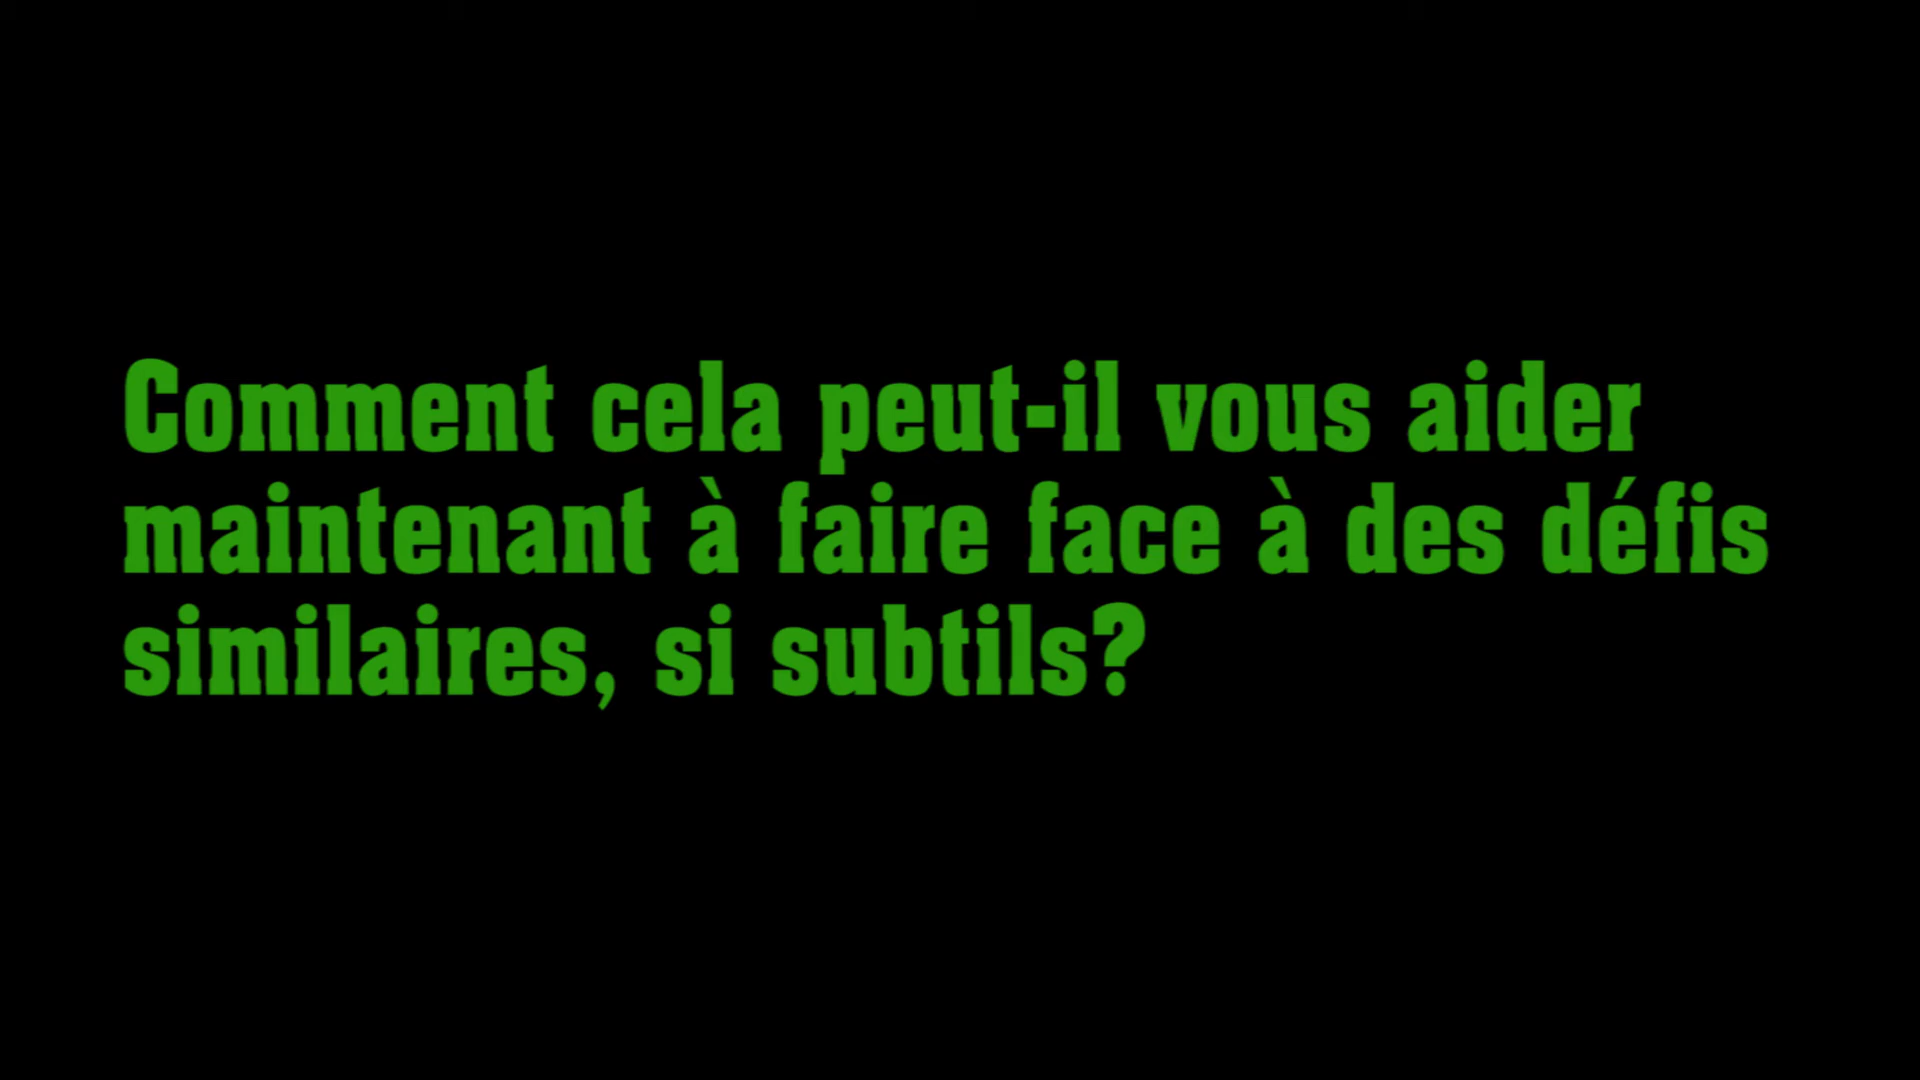 Comment cela peut-il vous aider
maintenant à faire face à des défis
similaires, si subtils?